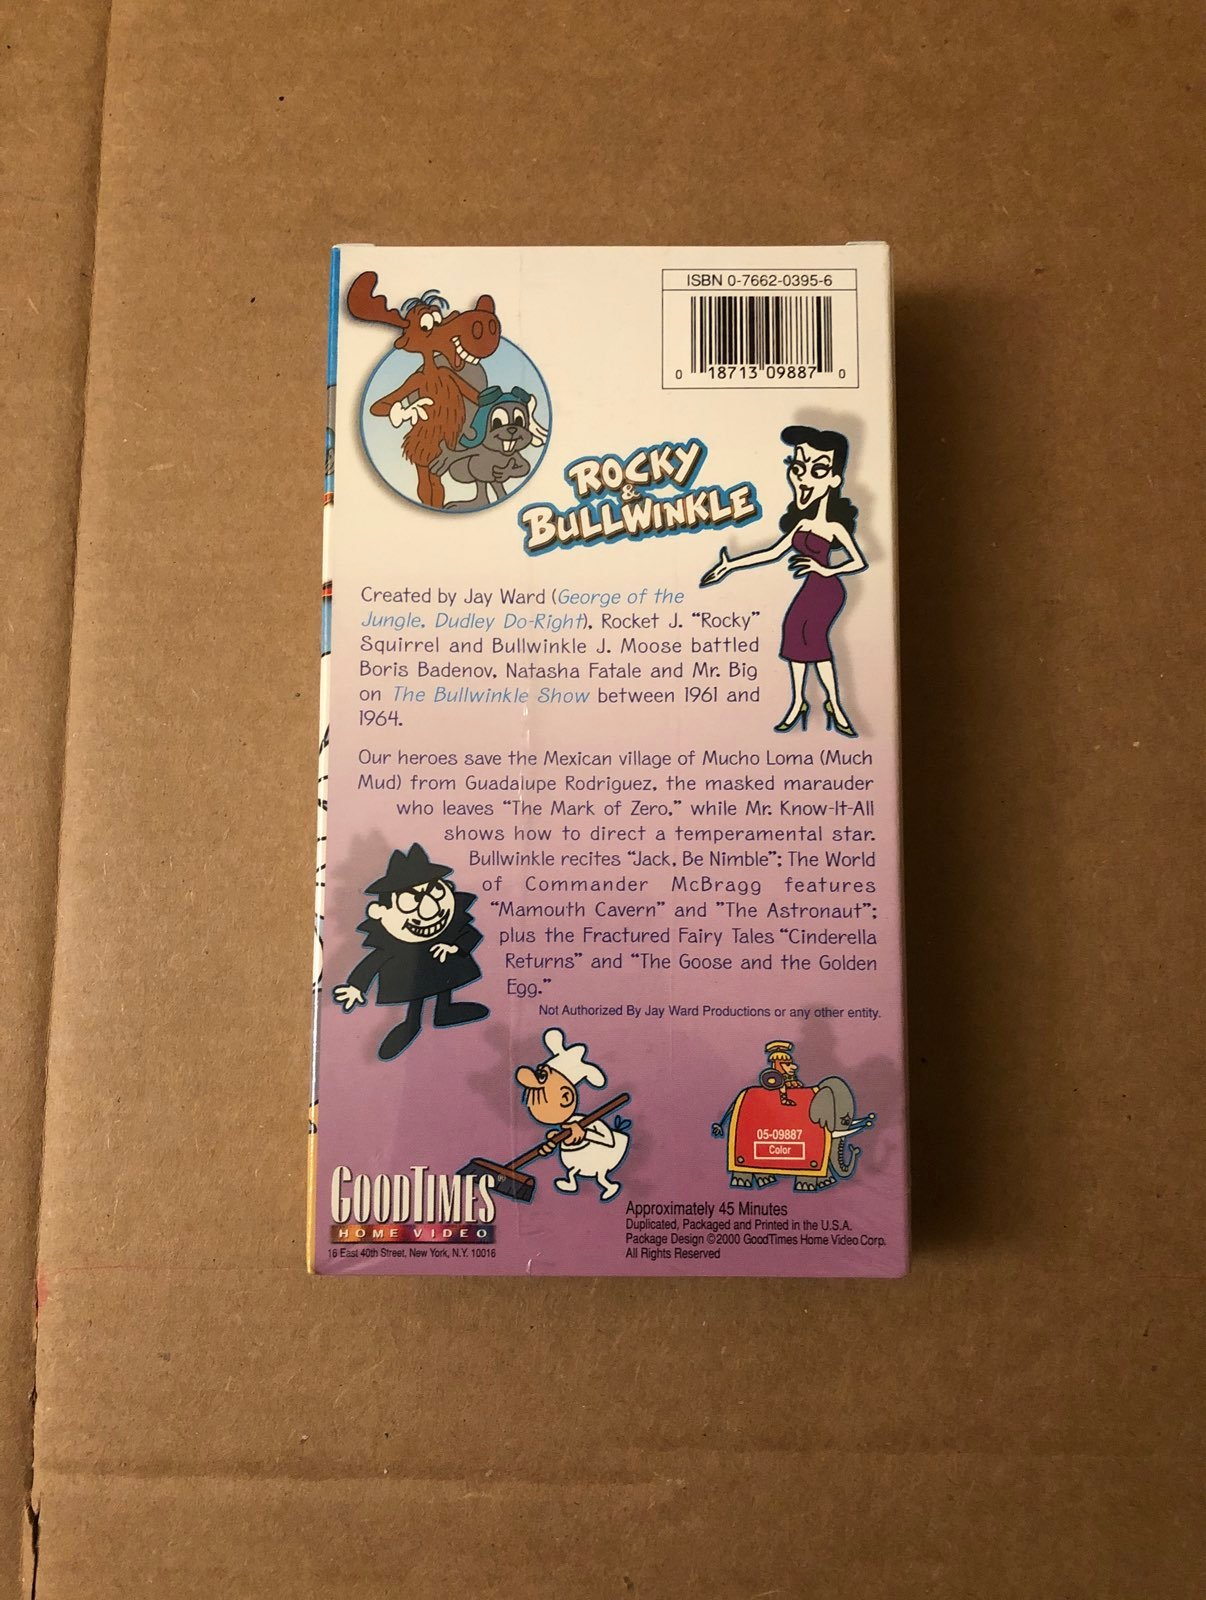 ISBN 0-7662-0395-6
0 18713 09887 0
ROCKY
&
BULLWINKLE
Created by Jay Ward (George of the
Jungle, Dudley Do-Right), Rocket J. “Rocky”
Squirrel and Bullwinkle J. Moose battled
Boris Badenov, Natasha Fatale and Mr. Big
on The Bullwinkle Show between 1961 and
1964.
Our heroes save the Mexican village of Mucho Loma (Much
Mud) from Guadalupe Rodriguez, the masked marauder
who leaves “The Mark of Zero,” while Mr. Know-It-All
shows how to direct a temperamental star.
Bullwinkle recites “Jack, Be Nimble”; The World
of Commander McBragg features
“Mamouth Cavern” and ”The Astronaut”;
plus the Fractured Fairy Tales “Cinderella
Returns” and “The Goose and the Golden
Egg.”
Not Authorized By Jay Ward Productions or any other entity.
05-09887
Color
GOODTIMES®
HOME VIDEO
16 East 40th Street, New York, N.Y. 10016
Approximately 45 Minutes
Duplicated, Packaged and Printed in the U.S.A.
Package Design ©2000 GoodTimes Home Video Corp.
All Rights Reserved